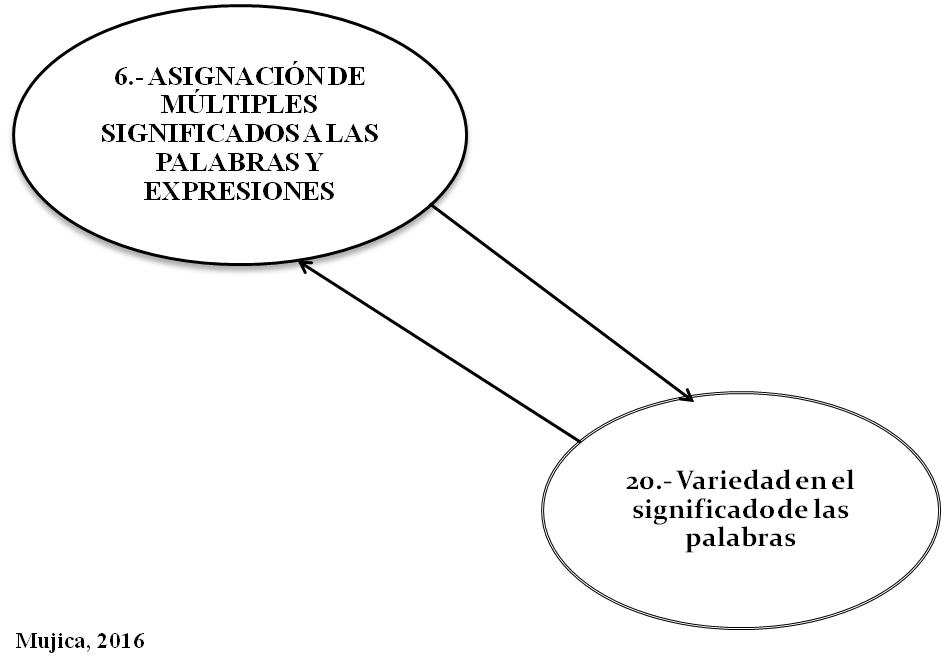 6.- ASIGNACIÓN DE
MÚLTIPLES
SIGNIFICADOS A LAS
PALABRAS Y
EXPRESIONES
20.- Variedad en el
significado de las
palabras
Mujica, 2016